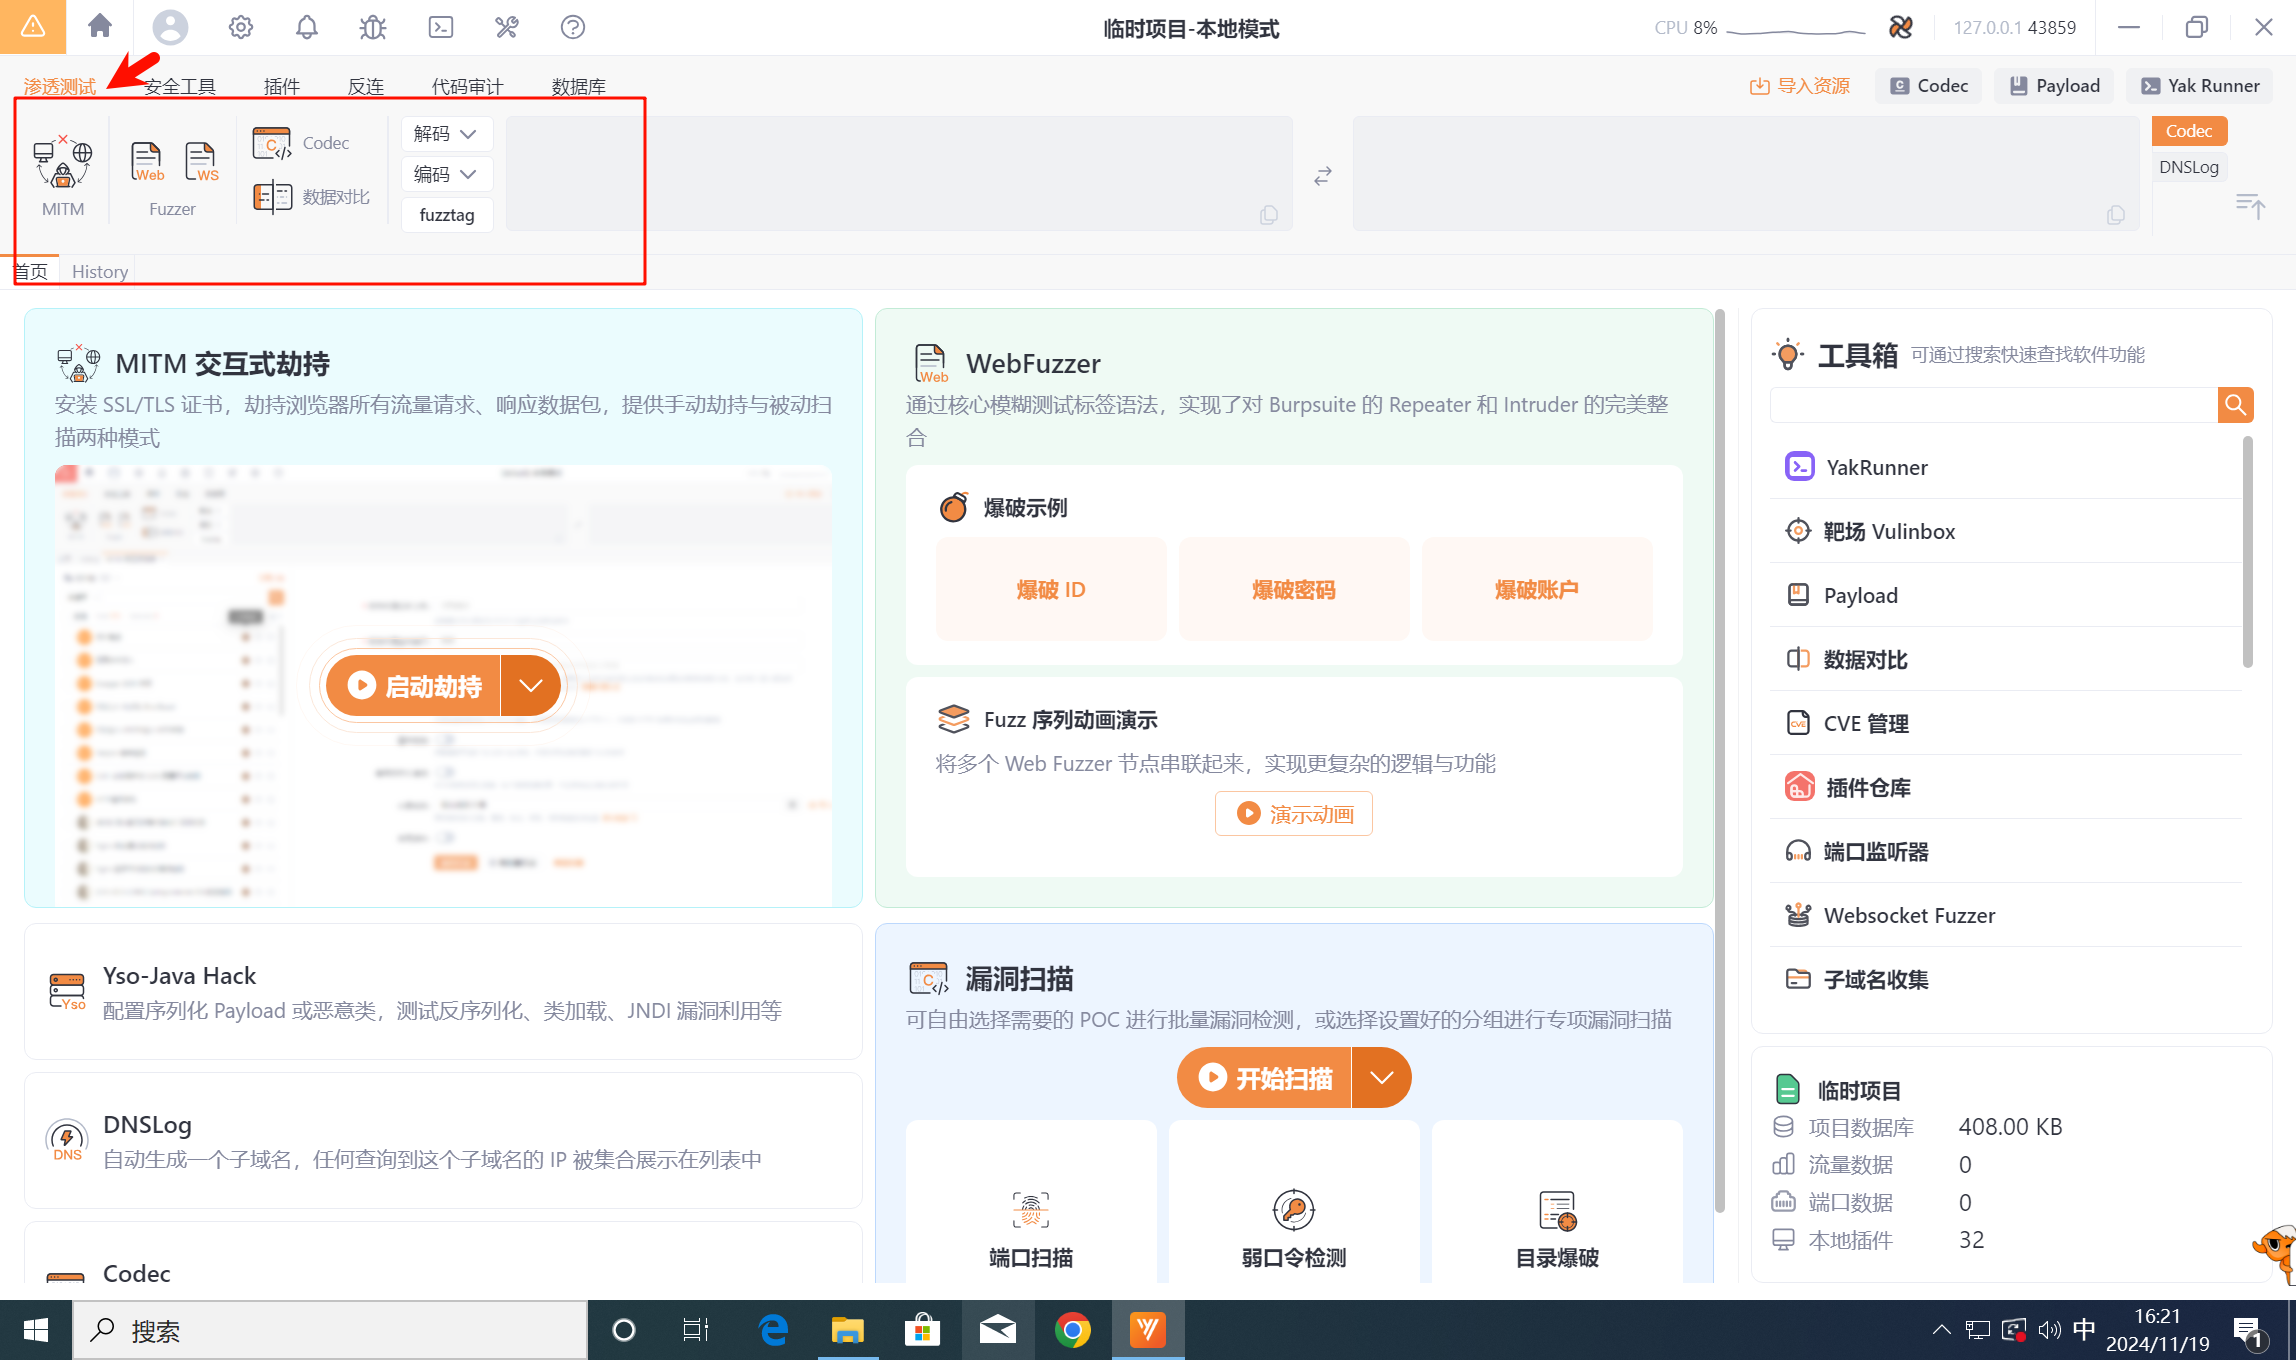 临时项目-本地模式
CPU 8%
127.0.0.1 43859
渗透测试
安全工具
插件
反连
代码审计
数据库
导入资源
Codec
Payload
Yak Runner
MITM
Web
WS
Fuzzer
Codec
数据对比
解码
编码
fuzztag
Codec
DNSLog
首页
History
MITM 交互式劫持
安装 SSL/TLS 证书，劫持浏览器所有流量请求、响应数据包，提供手动劫持与被动扫
描两种模式
启动劫持
Web
WebFuzzer
通过核心模糊测试标签语法，实现了对 Burpsuite 的 Repeater 和 Intruder 的完美整
合
爆破示例
爆破 ID
爆破密码
爆破账户
Fuzz 序列动画演示
将多个 Web Fuzzer 节点串联起来，实现更复杂的逻辑与功能
演示动画
Yso
Yso-Java Hack
配置序列化 Payload 或恶意类，测试反序列化、类加载、JNDI 漏洞利用等
DNS
DNSLog
自动生成一个子域名，任何查询到这个子域名的 IP 被集合展示在列表中
Codec
漏洞扫描
可自由选择需要的 POC 进行批量漏洞检测，或选择设置好的分组进行专项漏洞扫描
开始扫描
端口扫描
弱口令检测
目录爆破
工具箱
可通过搜索快速查找软件功能
YakRunner
靶场 Vulinbox
Payload
数据对比
CVE 管理
插件仓库
端口监听器
Websocket Fuzzer
子域名收集
临时项目
项目数据库 408.00 KB
流量数据 0
端口数据 0
本地插件 32
搜索
中
16:21
2024/11/19
1